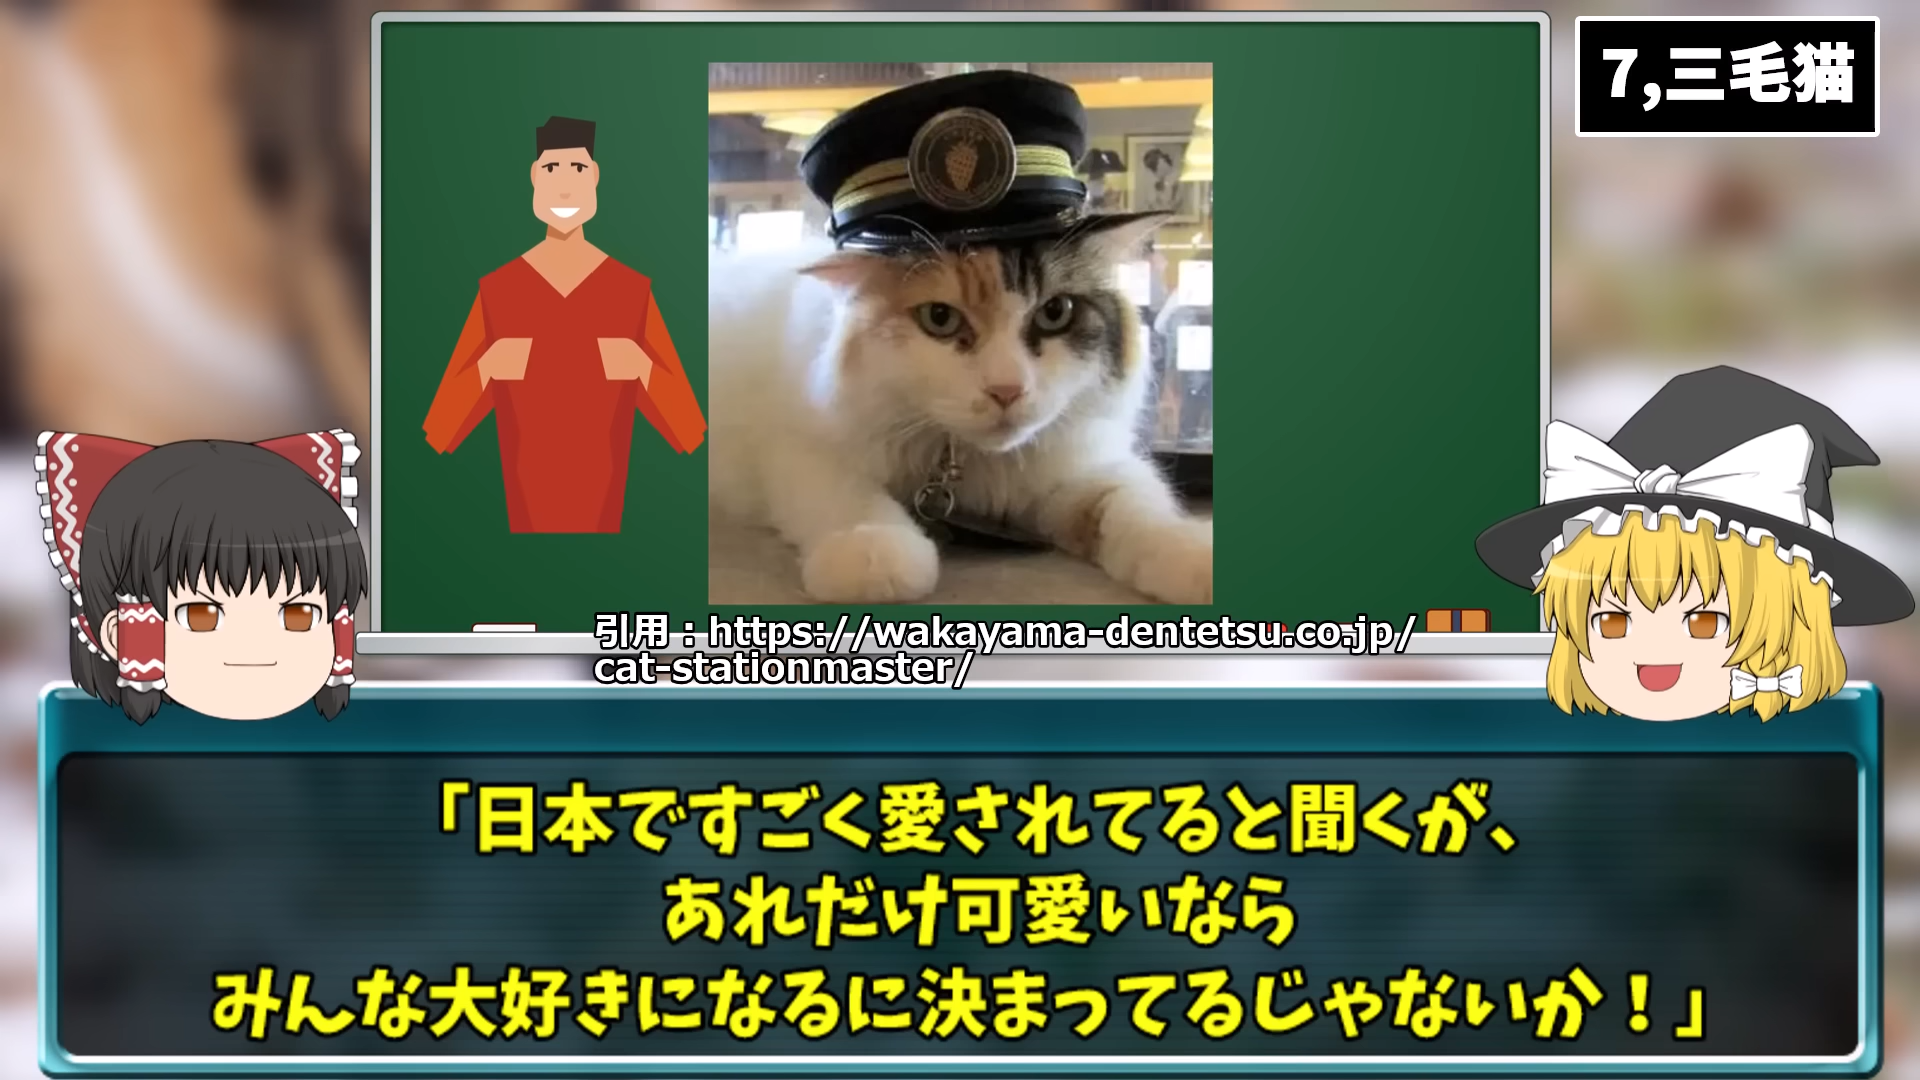 7,三毛猫
引用：https://wakayama-dentetsu.co.jp/
cat-stationmaster/
「日本ですごく愛されてると聞くが、
あれだけ可愛いなら
みんな大好きになるに決まってるじゃないか！」